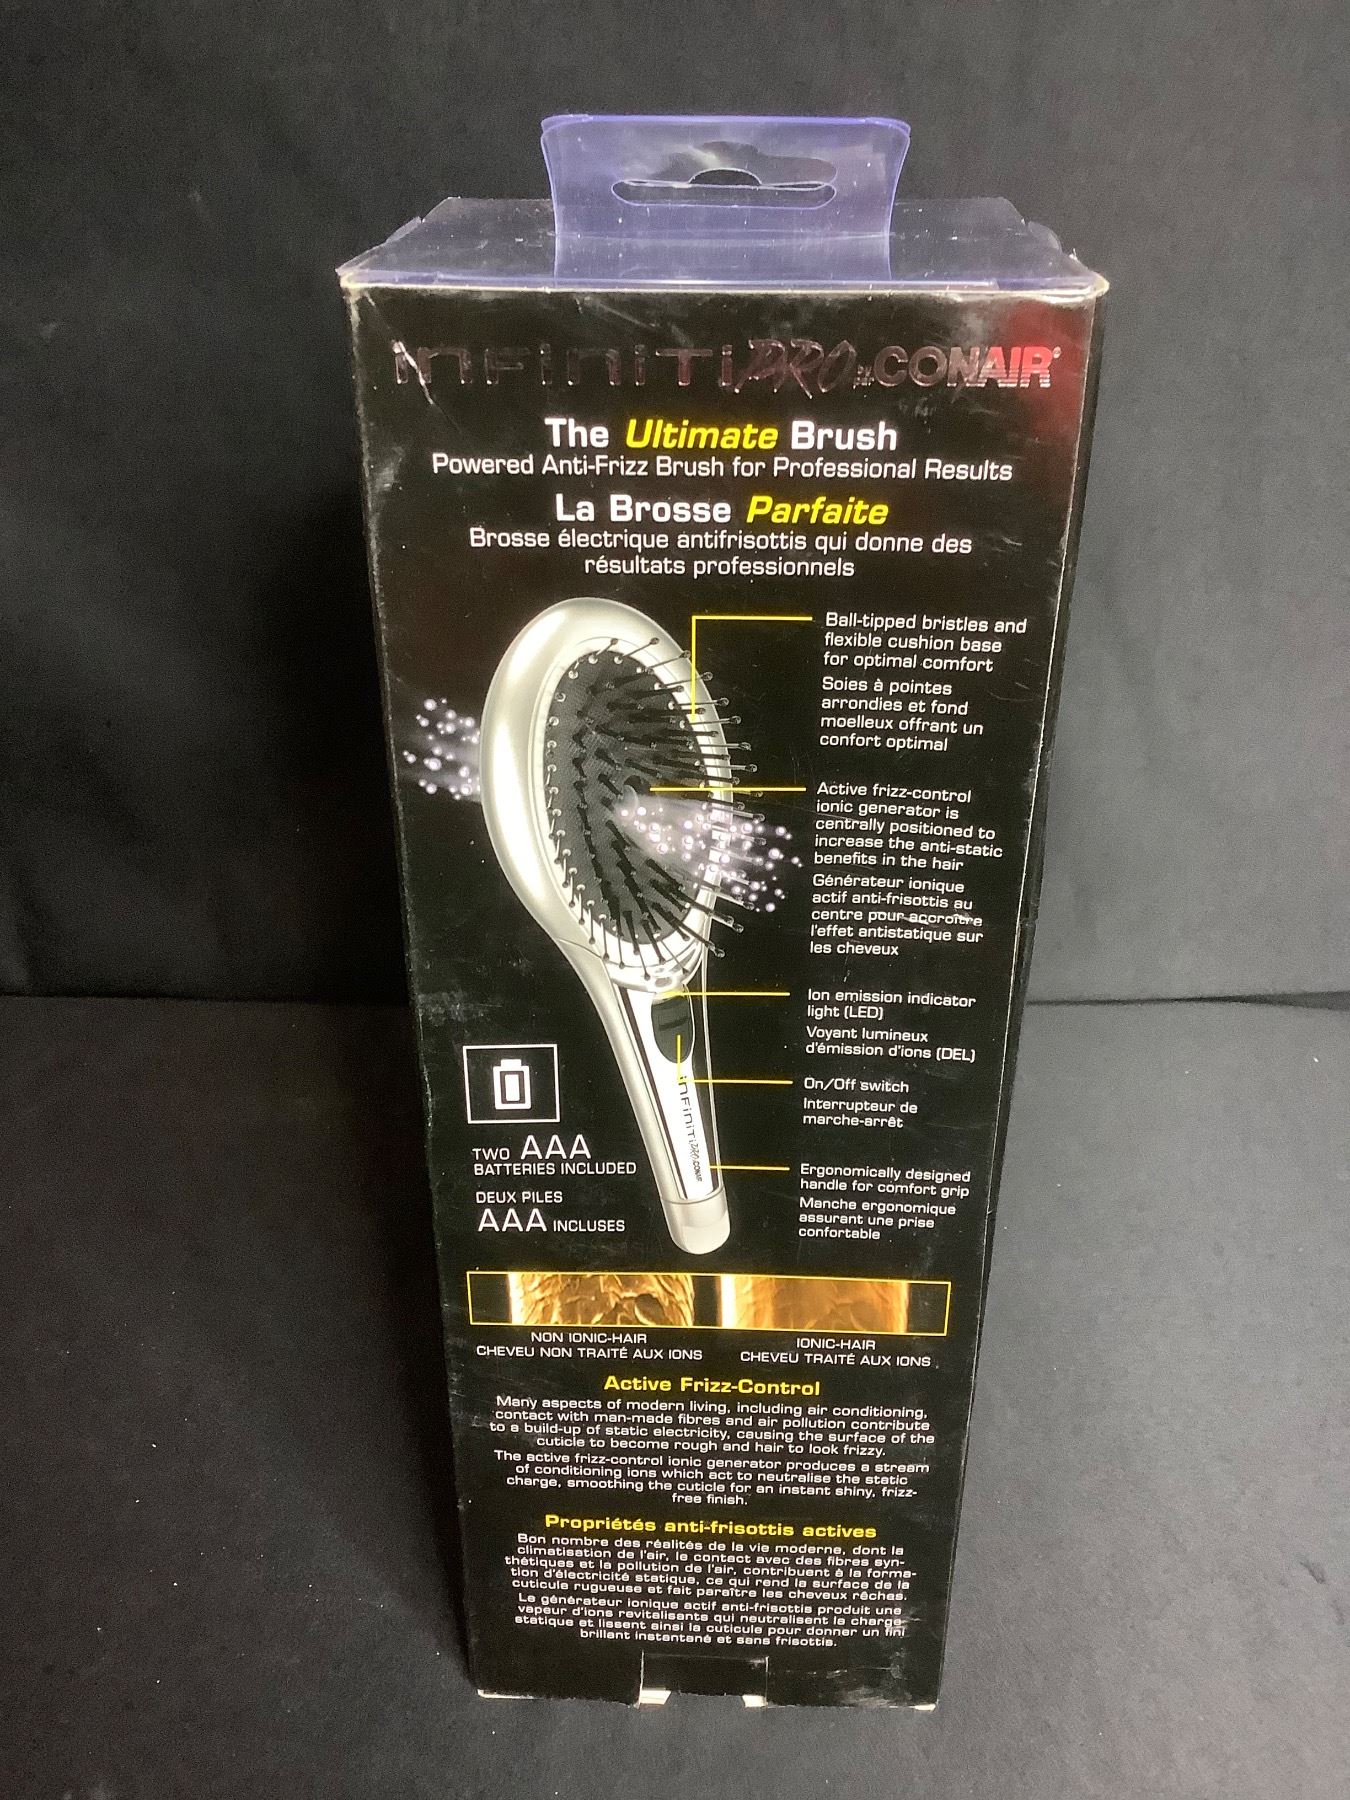 INFINITIPRO BY CONAIR®
The Ultimate Brush
Powered Anti-Frizz Brush for Professional Results
La Brosse Parfaite
Brosse électrique antifrisottis qui donne des
résultats professionnels
Ball-tipped bristles and
flexible cushion base
for optimal comfort
Soies à pointes
arrondies et fond
moelleux offrant un
confort optimal
Active frizz-control
ionic generator is
centrally positioned to
increase the anti-static
benefits in the hair
Générateur ionique
actif anti-frisottis au
centre pour accroître
l'effet antistatique sur
les cheveux
Ion emission indicator
light (LED)
Voyant lumineux
d'émission d'ions (DEL)
On/Off switch
Interrupteur de
marche-arrêt
Ergonomically designed
handle for comfort grip
Manche ergonomique
assurant une prise
confortable
INFINITIPRO CONAIR
TWO AAA
BATTERIES INCLUDED
DEUX PILES
AAA INCLUSES
NON IONIC-HAIR
CHEVEU NON TRAITÉ AUX IONS
IONIC-HAIR
CHEVEU TRAITÉ AUX IONS
Active Frizz-Control
Many aspects of modern living, including air conditioning,
contact with man-made fibres and air pollution contribute
to a build-up of static electricity, causing the surface of the
cuticle to become rough and hair to look frizzy.
The active frizz-control ionic generator produces a stream
of conditioning ions which act to neutralise the static
charge, smoothing the cuticle for an instant shiny, frizz-
free finish.
Propriétés anti-frisottis actives
Bon nombre des réalités de la vie moderne, dont la
climatisation de l'air, le contact avec des fibres syn-
thétiques et la pollution de l'air, contribuent à la forma-
tion d'électricité statique, ce qui rend la surface de la
cuticule rugueuse et fait paraître les cheveux rêches.
Le générateur ionique actif anti-frisottis produit une
vapeur d'ions revitalisants qui neutralisent la charge
statique et lissent ainsi la cuticule pour donner un fini
brillant instantané et sans frisottis.